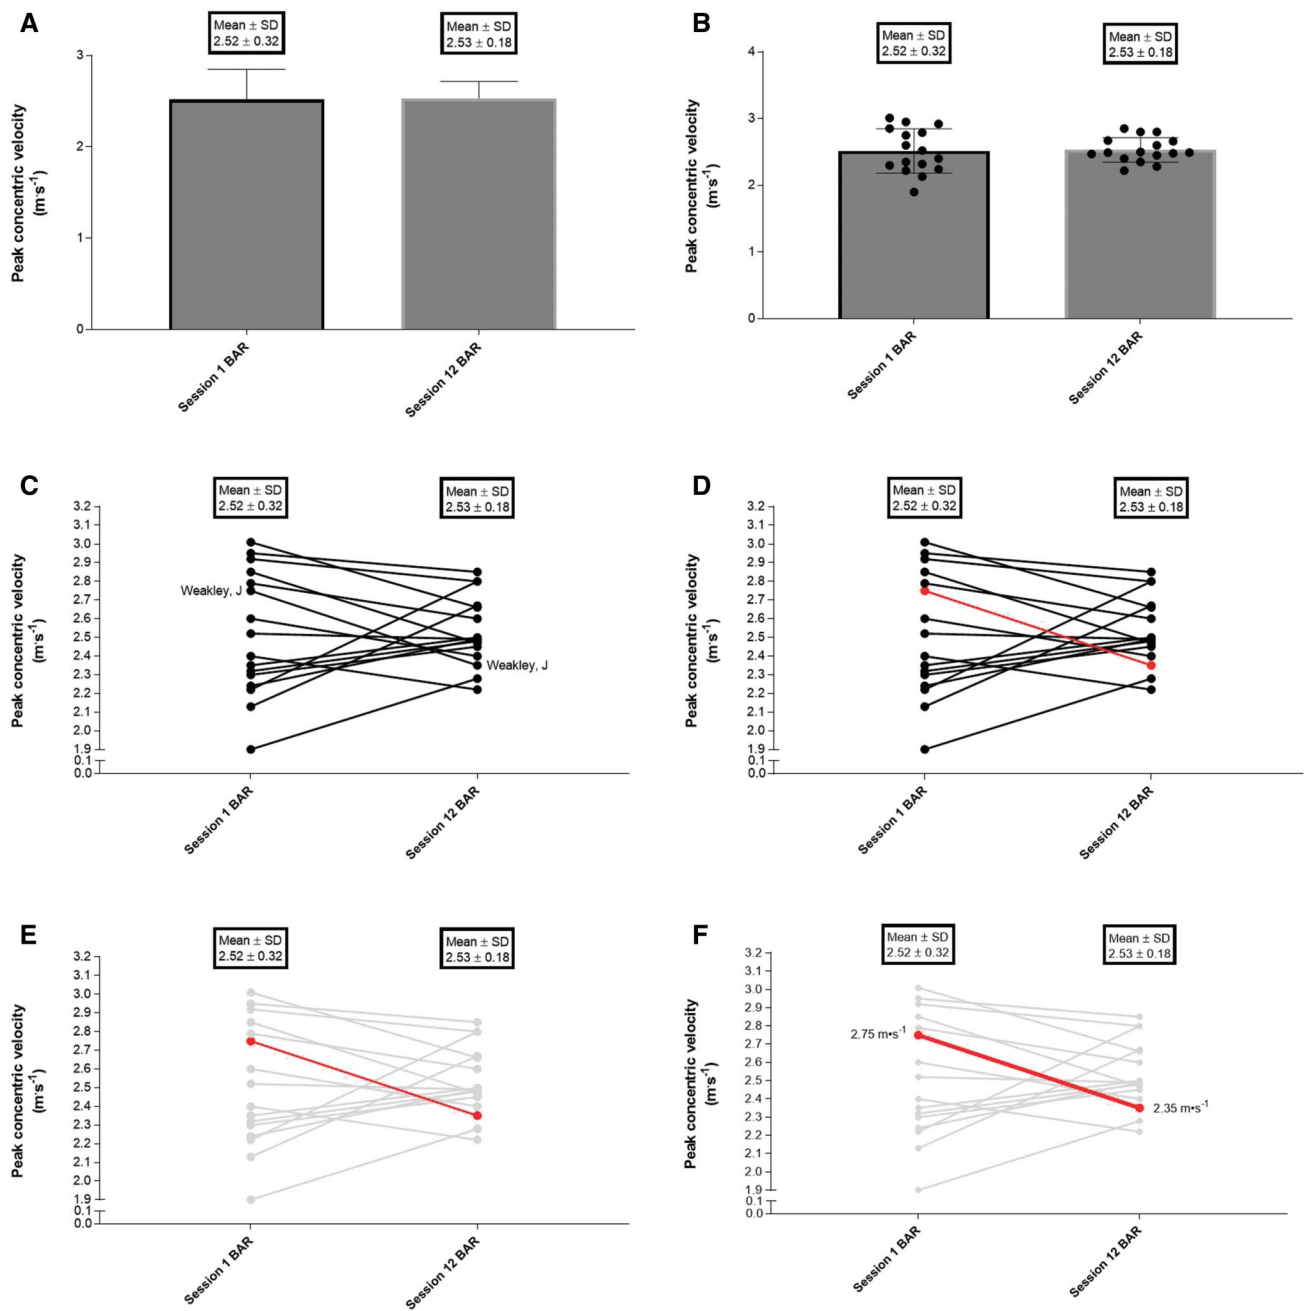 A
Mean ± SD
2.52 ± 0.32
Mean ± SD
2.53 ± 0.18
Peak concentric velocity
(m·s⁻¹)
3
2
1
0
Session 1 BAR
Session 12 BAR
B
Mean ± SD
2.52 ± 0.32
Mean ± SD
2.53 ± 0.18
Peak concentric velocity
(m·s⁻¹)
4
3
2
1
0
Session 1 BAR
Session 12 BAR
C
Mean ± SD
2.52 ± 0.32
Mean ± SD
2.53 ± 0.18
Peak concentric velocity
(m·s⁻¹)
3.2
3.1
3.0
2.9
2.8
2.7
2.6
2.5
2.4
2.3
2.2
2.1
2.0
1.9
0.1
0.0
Weakley, J
Weakley, J
Session 1 BAR
Session 12 BAR
D
Mean ± SD
2.52 ± 0.32
Mean ± SD
2.53 ± 0.18
Peak concentric velocity
(m·s⁻¹)
3.2
3.1
3.0
2.9
2.8
2.7
2.6
2.5
2.4
2.3
2.2
2.1
2.0
1.9
0.1
0.0
Session 1 BAR
Session 12 BAR
E
Mean ± SD
2.52 ± 0.32
Mean ± SD
2.53 ± 0.18
Peak concentric velocity
(m·s⁻¹)
3.2
3.1
3.0
2.9
2.8
2.7
2.6
2.5
2.4
2.3
2.2
2.1
2.0
1.9
0.1
0.0
Session 1 BAR
Session 12 BAR
F
Mean ± SD
2.52 ± 0.32
Mean ± SD
2.53 ± 0.18
Peak concentric velocity
(m·s⁻¹)
3.2
3.1
3.0
2.9
2.8
2.7
2.6
2.5
2.4
2.3
2.2
2.1
2.0
1.9
0.1
0.0
2.75 m•s⁻¹
2.35 m•s⁻¹
Session 1 BAR
Session 12 BAR